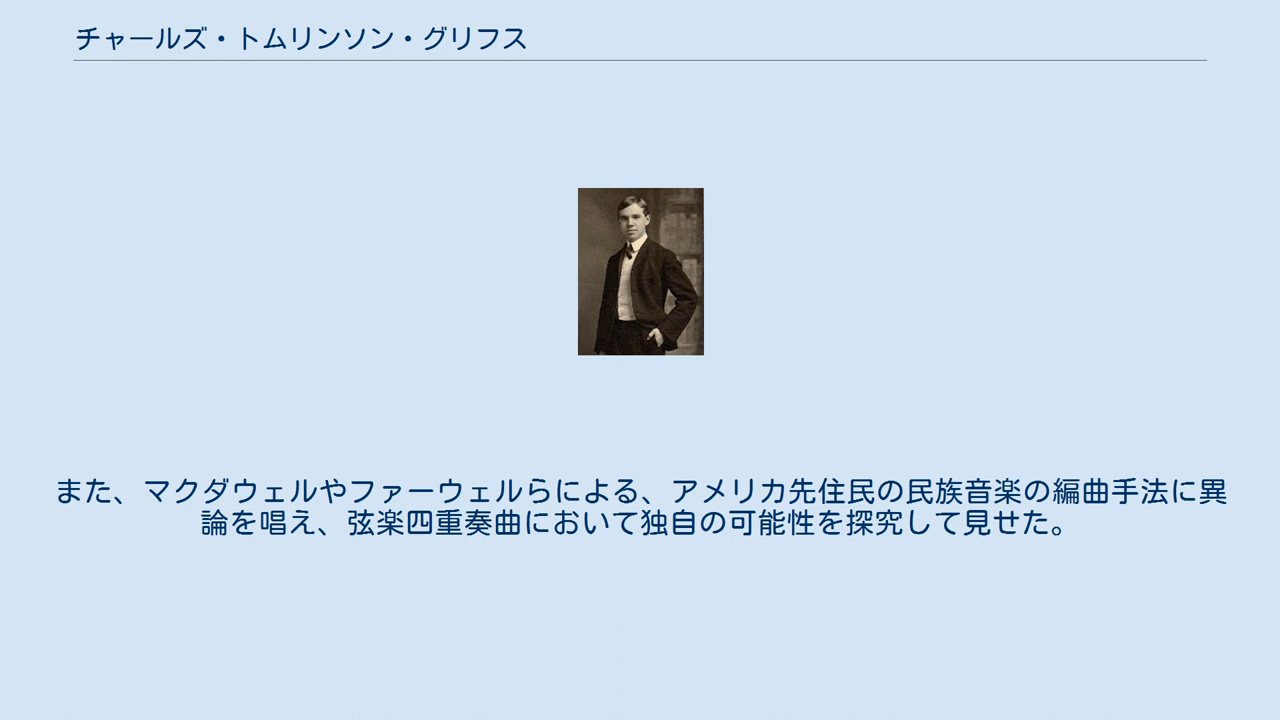 チャールズ・トムリンソン・グリフス
また、マクダウェルやファーウェルらによる、アメリカ先住民の民族音楽の編曲手法に異
論を唱え、弦楽四重奏曲において独自の可能性を探究して見せた。